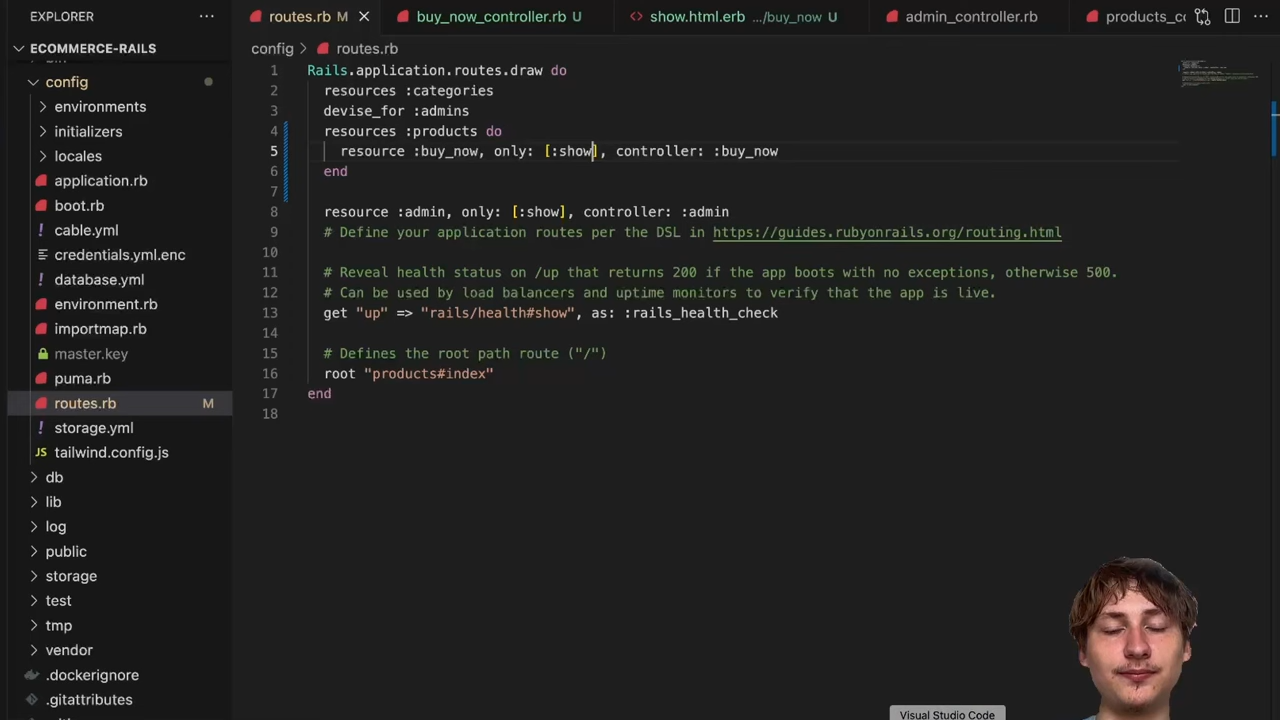 EXPLORER
ECOMMERCE-RAILS
config
environments
initializers
locales
application.rb
boot.rb
cable.yml
credentials.yml.enc
database.yml
environment.rb
importmap.rb
master.key
puma.rb
routes.rb M
storage.yml
JS tailwind.config.js
db
lib
log
public
storage
test
tmp
vendor
.dockerignore
.gitattributes
routes.rb M
buy_now_controller.rb U
show.html.erb .../buy_now U
admin_controller.rb
products_cc
config > routes.rb
1 Rails.application.routes.draw do
2 resources :categories
3 devise_for :admins
4 resources :products do
5 resource :buy_now, only: [:show], controller: :buy_now
6 end
7
8 resource :admin, only: [:show], controller: :admin
9 # Define your application routes per the DSL in https://guides.rubyonrails.org/routing.html
10
11 # Reveal health status on /up that returns 200 if the app boots with no exceptions, otherwise 500.
12 # Can be used by load balancers and uptime monitors to verify that the app is live.
13 get "up" => "rails/health#show", as: :rails_health_check
14
15 # Defines the root path route ("/")
16 root "products#index"
17 end
18
Visual Studio Code